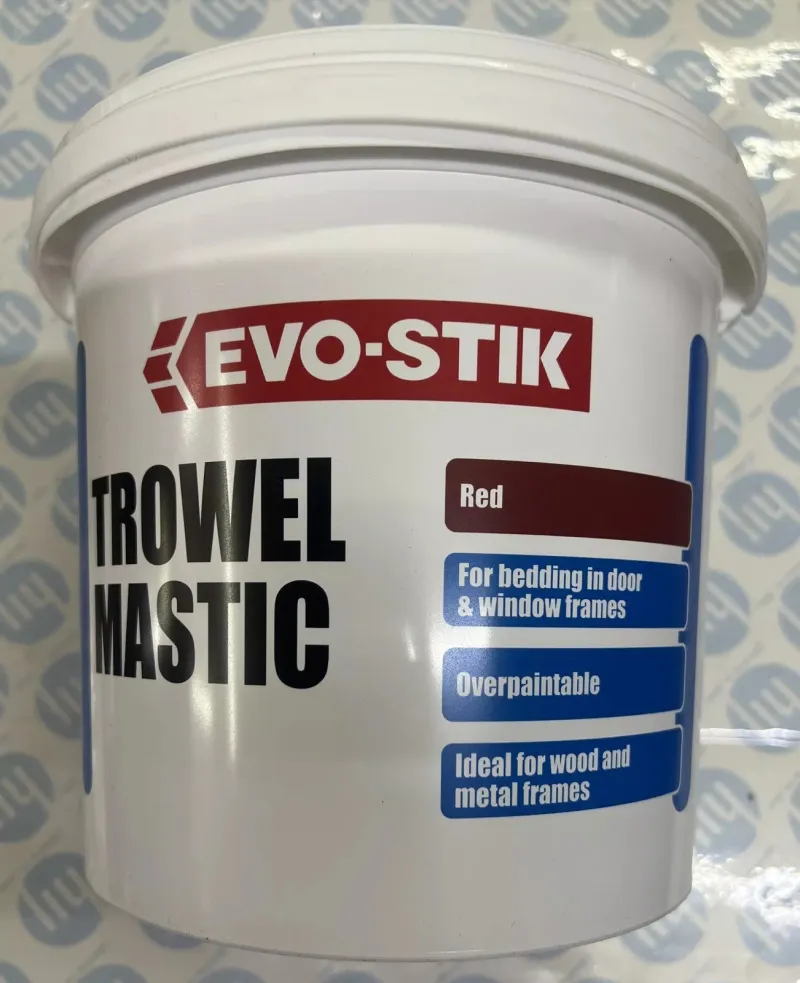 EVO-STIK
TROWEL
MASTIC
Red
For bedding in door
& window frames
Overpaintable
Ideal for wood and
metal frames